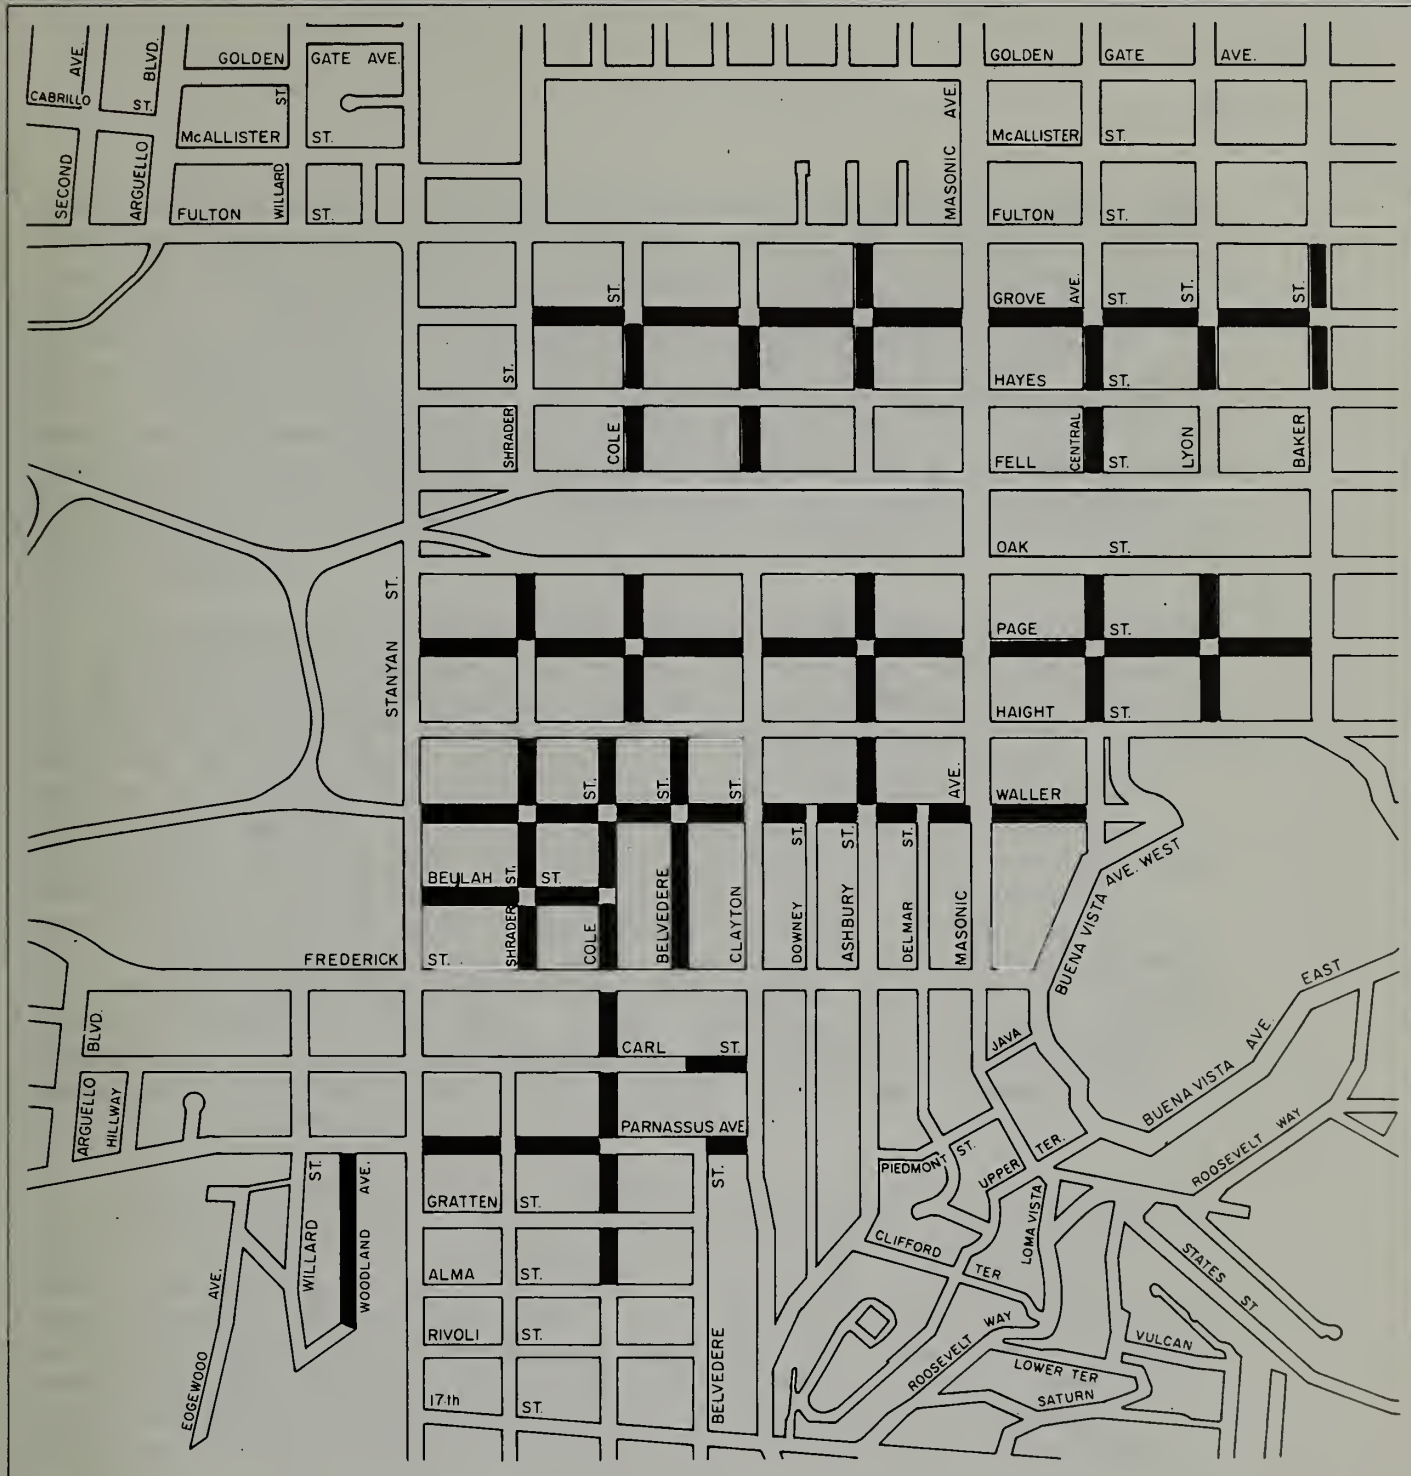 CABRILLO
AVE.
ST.
BLVD.
GOLDEN
GATE AVE.
GOLDEN
GATE
AVE.
ST.
McALLISTER
ST.
MASONIC AVE.
McALLISTER
ST.
SECOND
ARGUELLO
FULTON
WILLARD
ST.
FULTON
ST.
ST.
GROVE
AVE.
ST.
ST.
ST.
ST.
HAYES
ST.
SHRADER
COLE
FELL
CENTRAL
ST.
LYON
BAKER
OAK
ST.
STANYAN ST.
PAGE
ST.
HAIGHT
ST.
ST.
ST.
ST.
AVE.
WALLER
BEULAH
ST.
ST.
ST.
ST.
ST.
BUENA VISTA AVE. WEST
FREDERICK
ST.
SHRADER
COLE
BELVEDERE
CLAYTON
DOWNEY
ASHBURY
DELMAR
MASONIC
BUENA VISTA AVE. EAST
BLVD.
CARL
ST.
JAVA
ARGUELLO
HILLWAY
PARNASSUS AVE
PIEDMONT ST.
UPPER TER.
ROOSEVELT WAY
ST.
AVE.
GRATTEN
ST.
ST.
WILLARD
WOODLAND
CLIFFORD
TER
LOMA VISTA
STATES
ST
AVE.
ALMA
ST.
EDGEWOOD
RIVOLI
ST.
BELVEDERE
ROOSEVELT WAY
VULCAN
LOWER TER
SATURN
17th
ST.